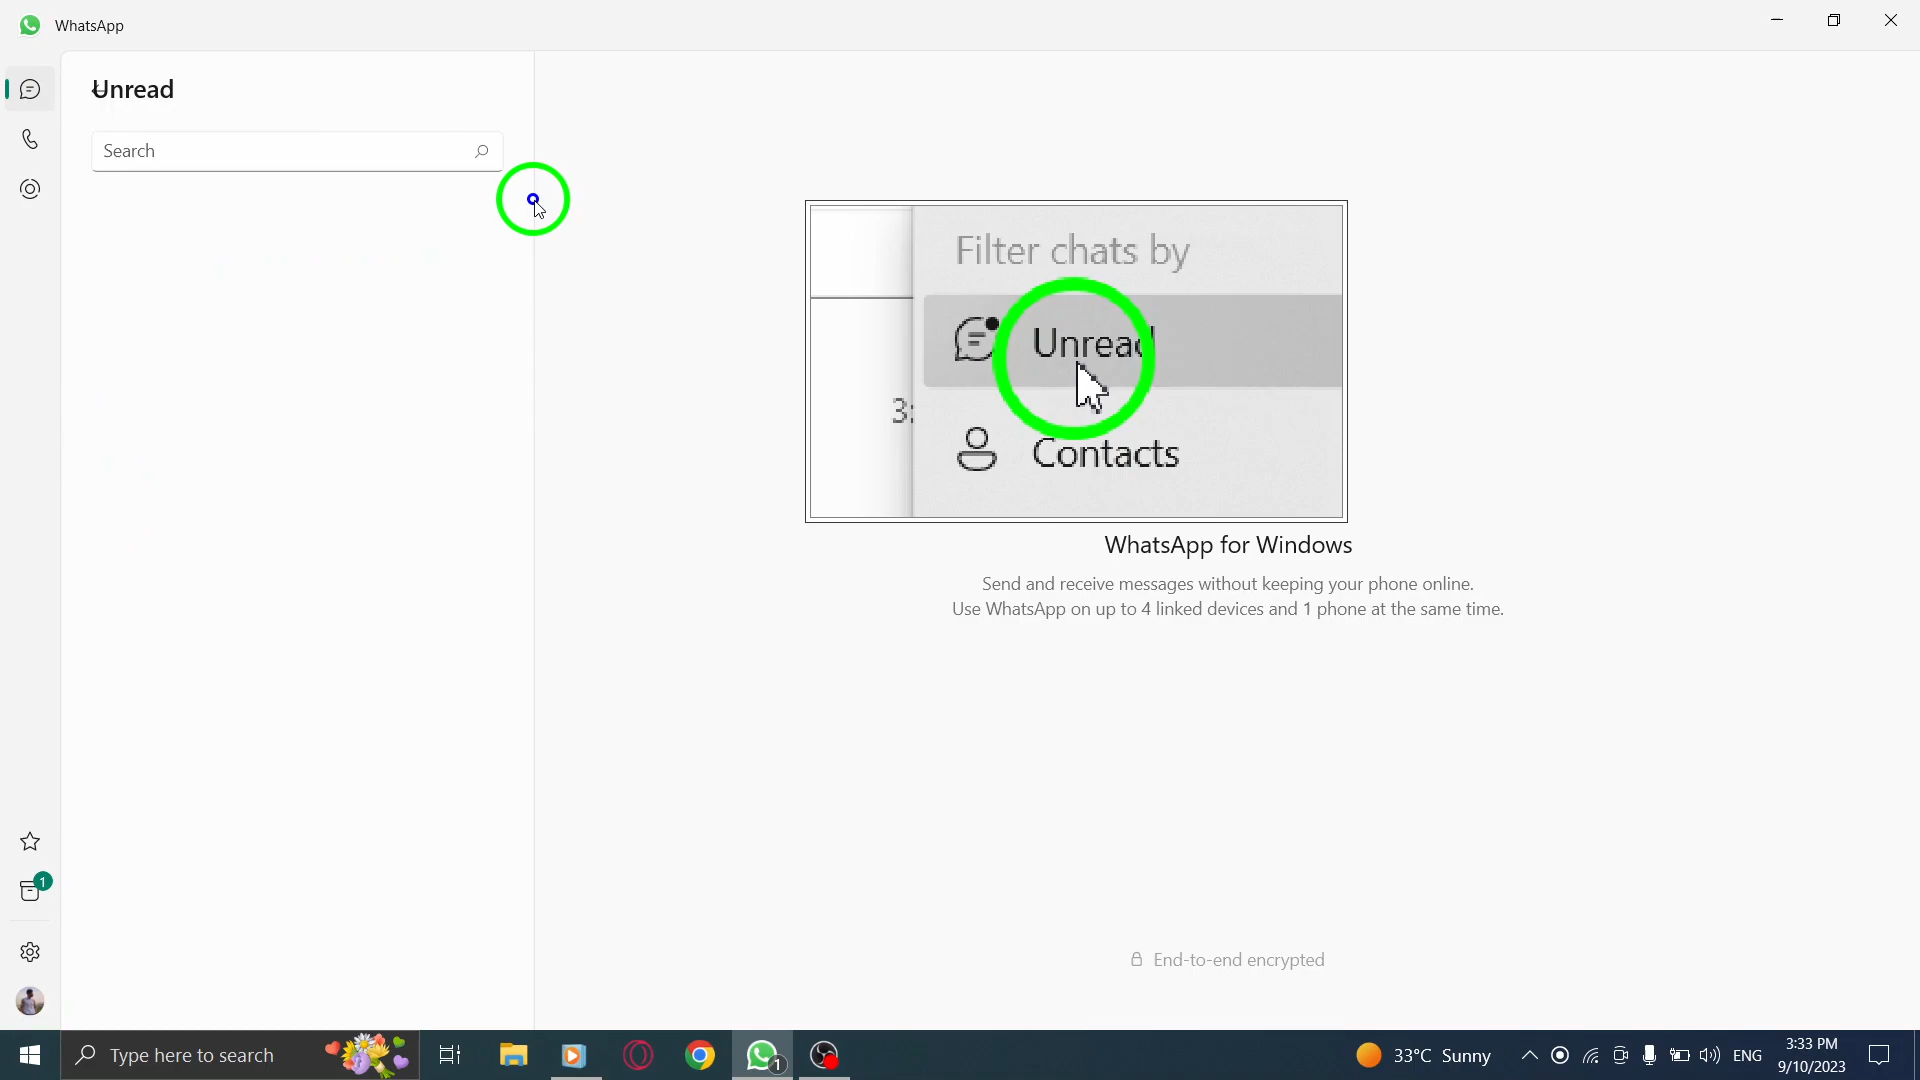 WhatsApp
Unread
Search
Filter chats by
Unread
3:
Contacts
WhatsApp for Windows
Send and receive messages without keeping your phone online.
Use WhatsApp on up to 4 linked devices and 1 phone at the same time.
1
End-to-end encrypted
Type here to search
1
33°C Sunny
ENG
3:33 PM
9/10/2023